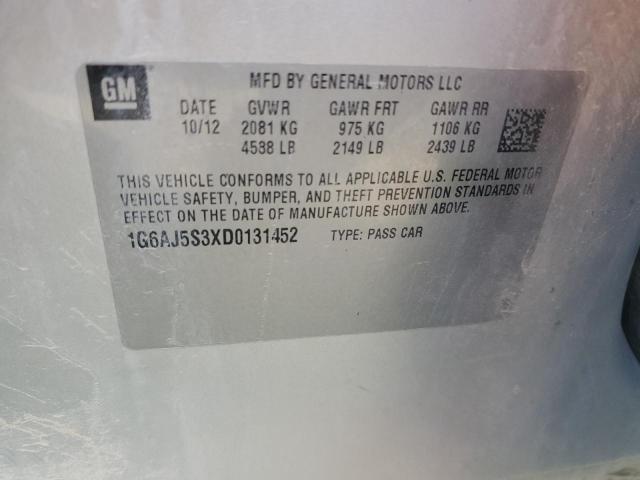 GM
MFD BY GENERAL MOTORS LLC
DATE GVWR GAWR FRT GAWR RR
10/12 2081 KG 975 KG 1106 KG
4588 LB 2149 LB 2439 LB
THIS VEHICLE CONFORMS TO ALL APPLICABLE U.S. FEDERAL MOTOR
VEHICLE SAFETY, BUMPER, AND THEFT PREVENTION STANDARDS IN
EFFECT ON THE DATE OF MANUFACTURE SHOWN ABOVE.
1G6AJ5S3XD0131452 TYPE: PASS CAR